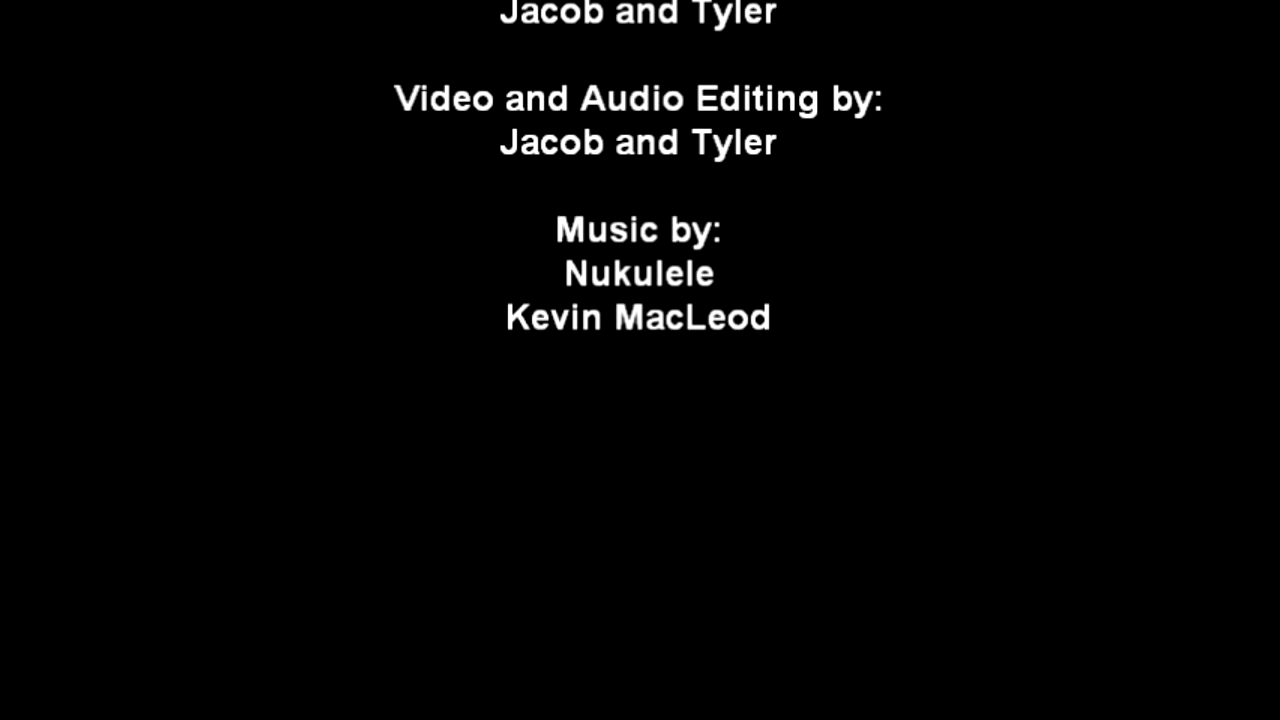 Jacob and Tyler
Video and Audio Editing by:
Jacob and Tyler
Music by:
Nukulele
Kevin MacLeod